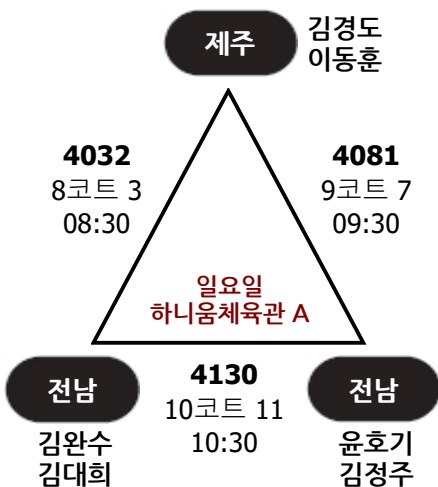 제주
김경도
이동훈
4032
8코트 3
08:30
4081
9코트 7
09:30
일요일
하니움체육관 A
전남
김완수
김대희
4130
10코트 11
10:30
전남
윤호기
김정주